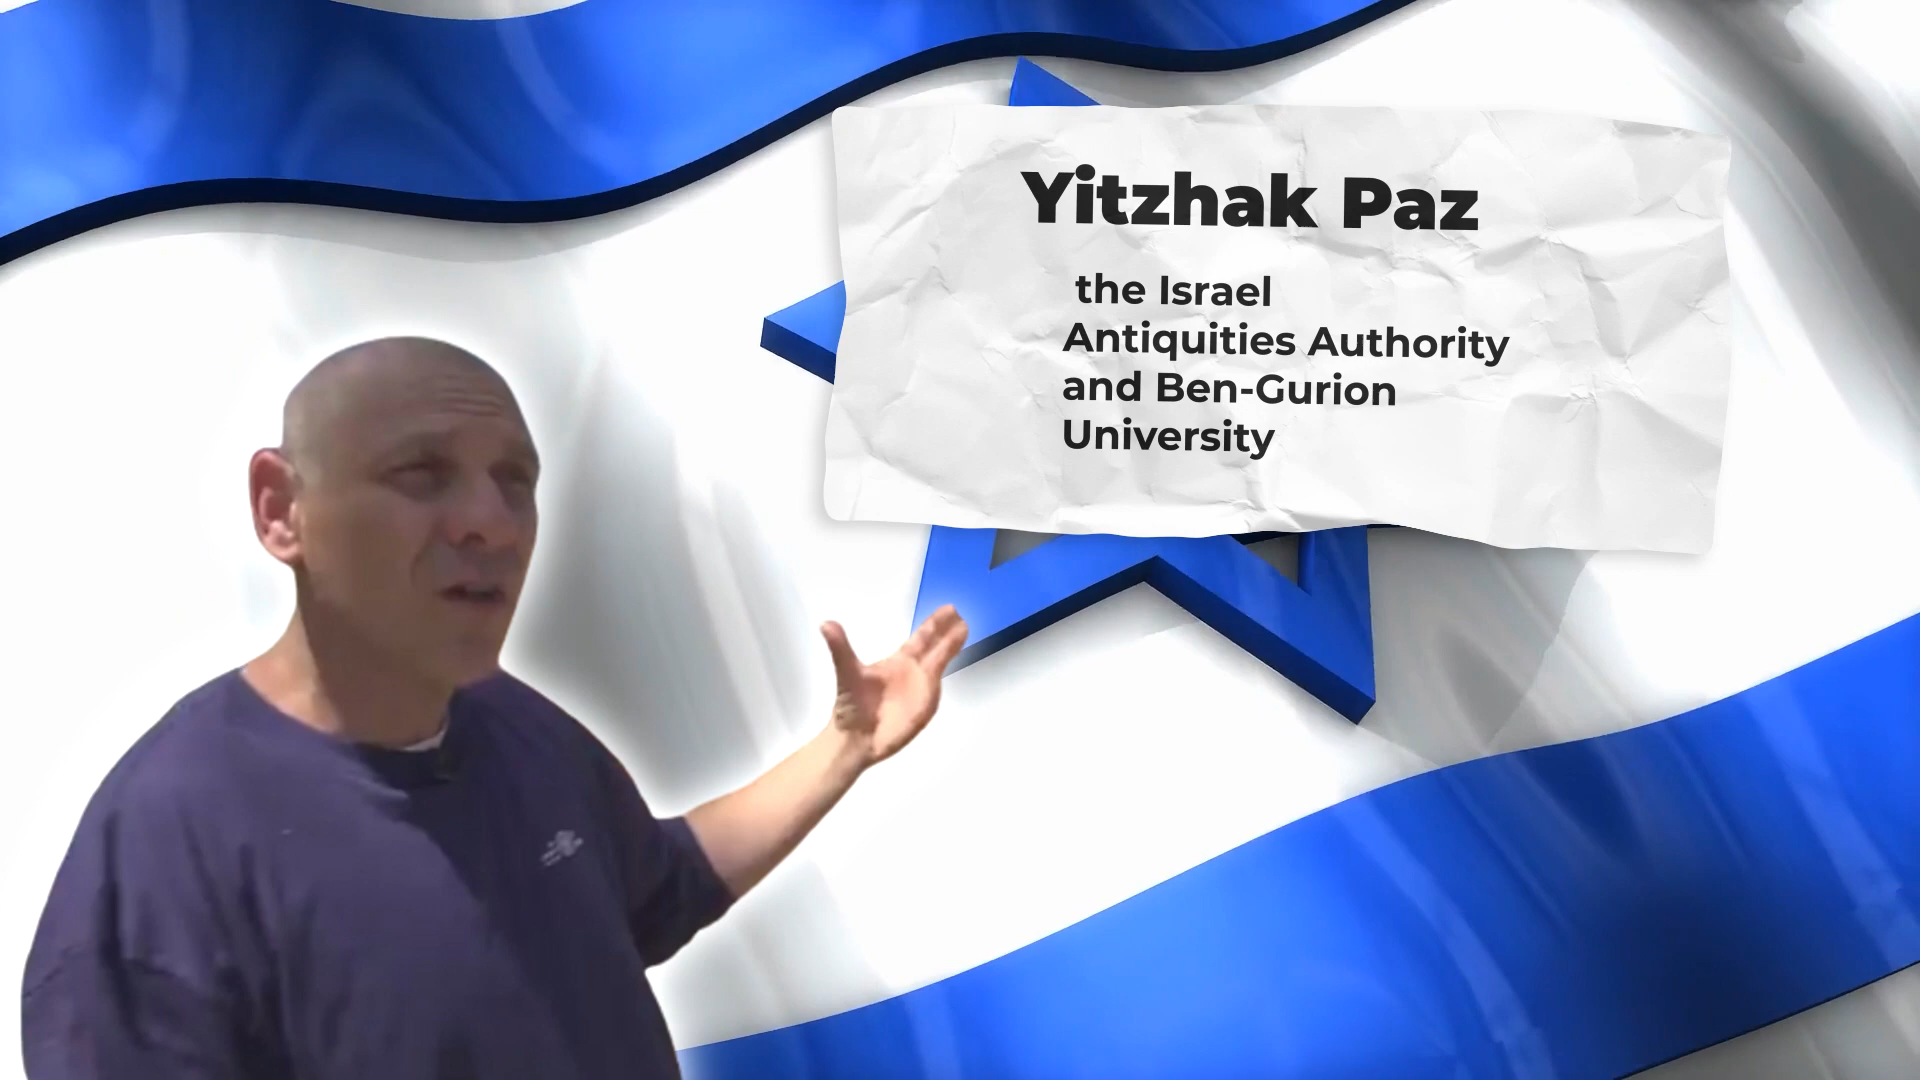 Yitzhak Paz
the Israel
Antiquities Authority
and Ben-Gurion
University